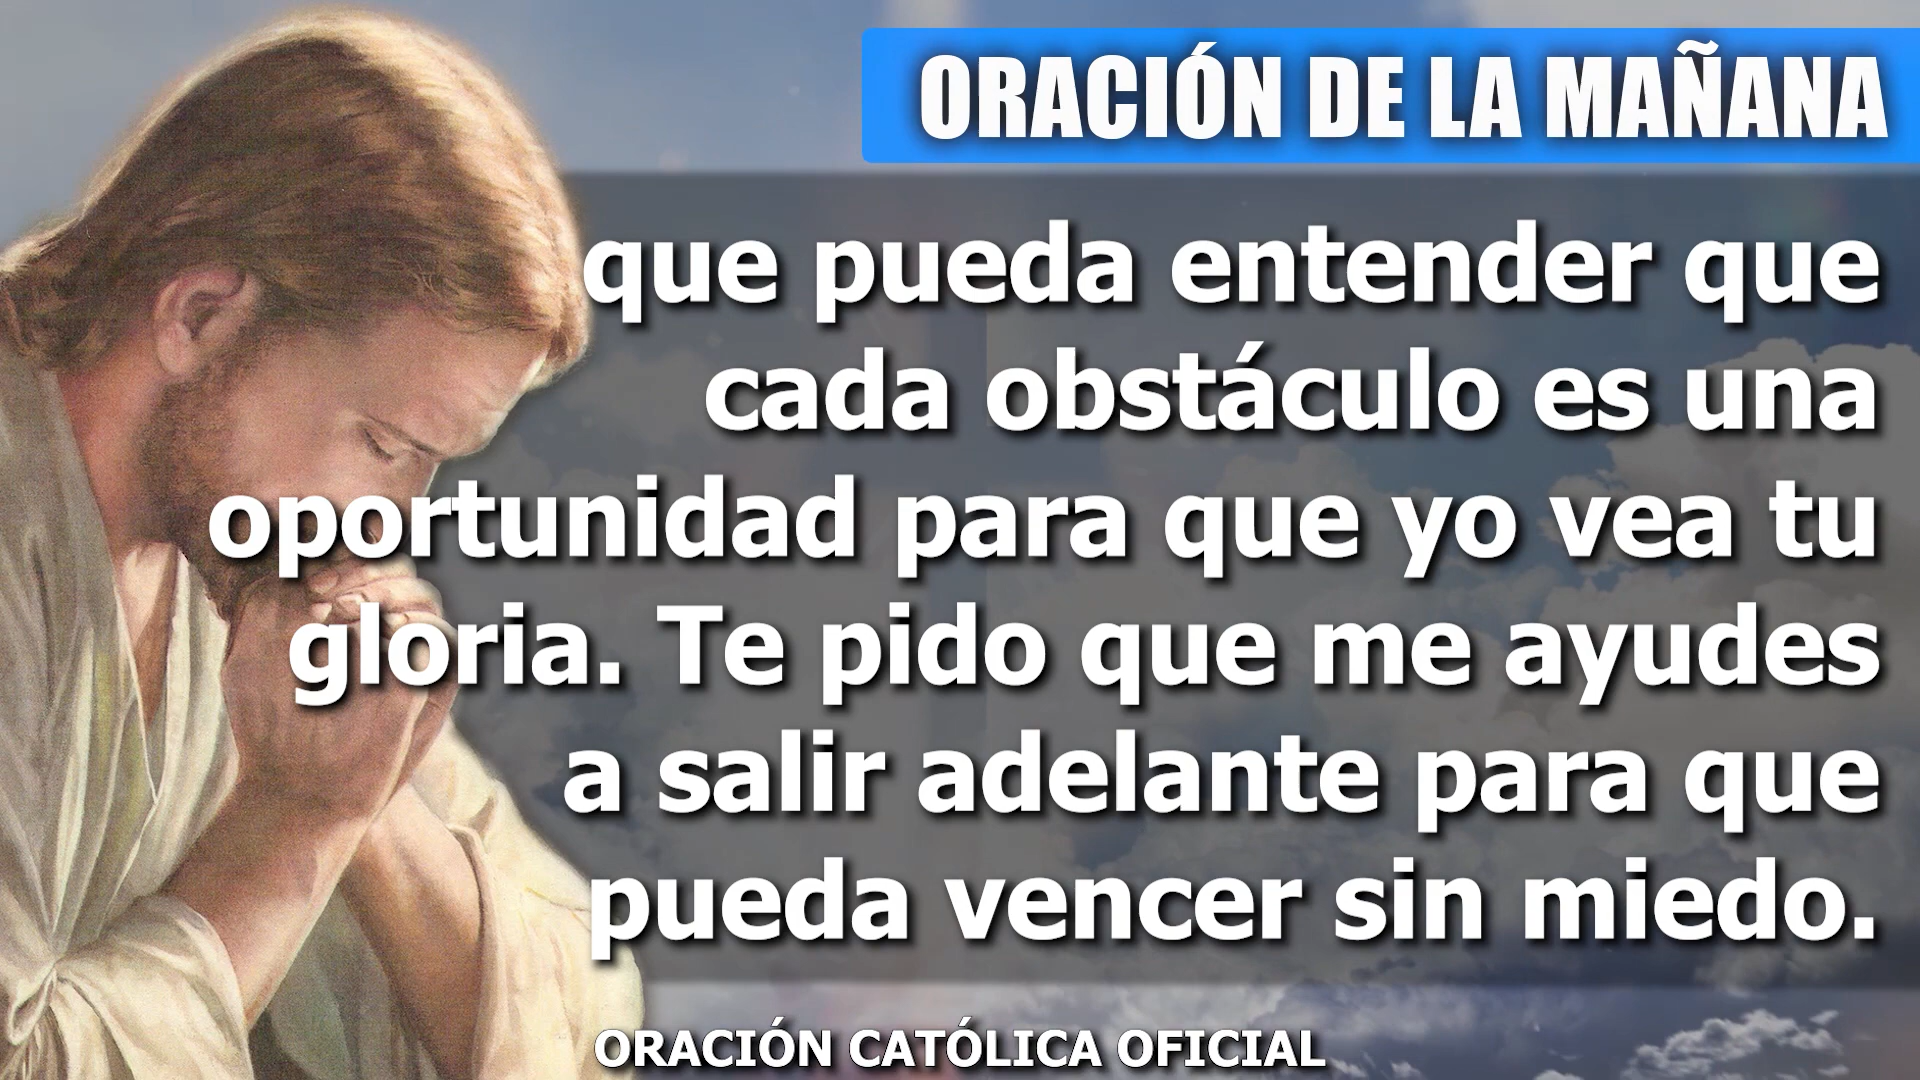 ORACIÓN DE LA MAÑANA
que pueda entender que
cada obstáculo es una
oportunidad para que yo vea tu
gloria. Te pido que me ayudes
a salir adelante para que
pueda vencer sin miedo.
ORACIÓN CATÓLICA OFICIAL